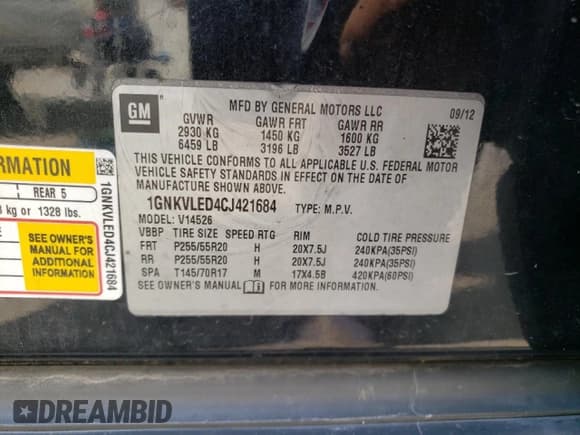 GM
MFD BY GENERAL MOTORS LLC
09/12
GVWR GAWR FRT GAWR RR
2930 KG 1450 KG 1600 KG
6459 LB 3196 LB 3527 LB
THIS VEHICLE CONFORMS TO ALL APPLICABLE U.S. FEDERAL MOTOR
VEHICLE SAFETY STANDARDS IN EFFECT ON THE DATE OF
MANUFACTURE SHOWN ABOVE.
1GNKVLED4CJ421684 TYPE: M.P.V.
MODEL: V14526
VBBP TIRE SIZE SPEED RTG RIM COLD TIRE PRESSURE
FRT P255/55R20 H 20X7.5J 240KPA(35PSI)
RR P255/55R20 H 20X7.5J 240KPA(35PSI)
SPA T145/70R17 M 17X4.5B 420KPA(60PSI)
SEE OWNER'S MANUAL FOR MORE INFORMATION.
ORMATION
REAR 5
kg or 1328 lbs.
SEE OWNER'S
MANUAL FOR
ADDITIONAL
INFORMATION
1GNKVLED4CJ421684
DREAMBID